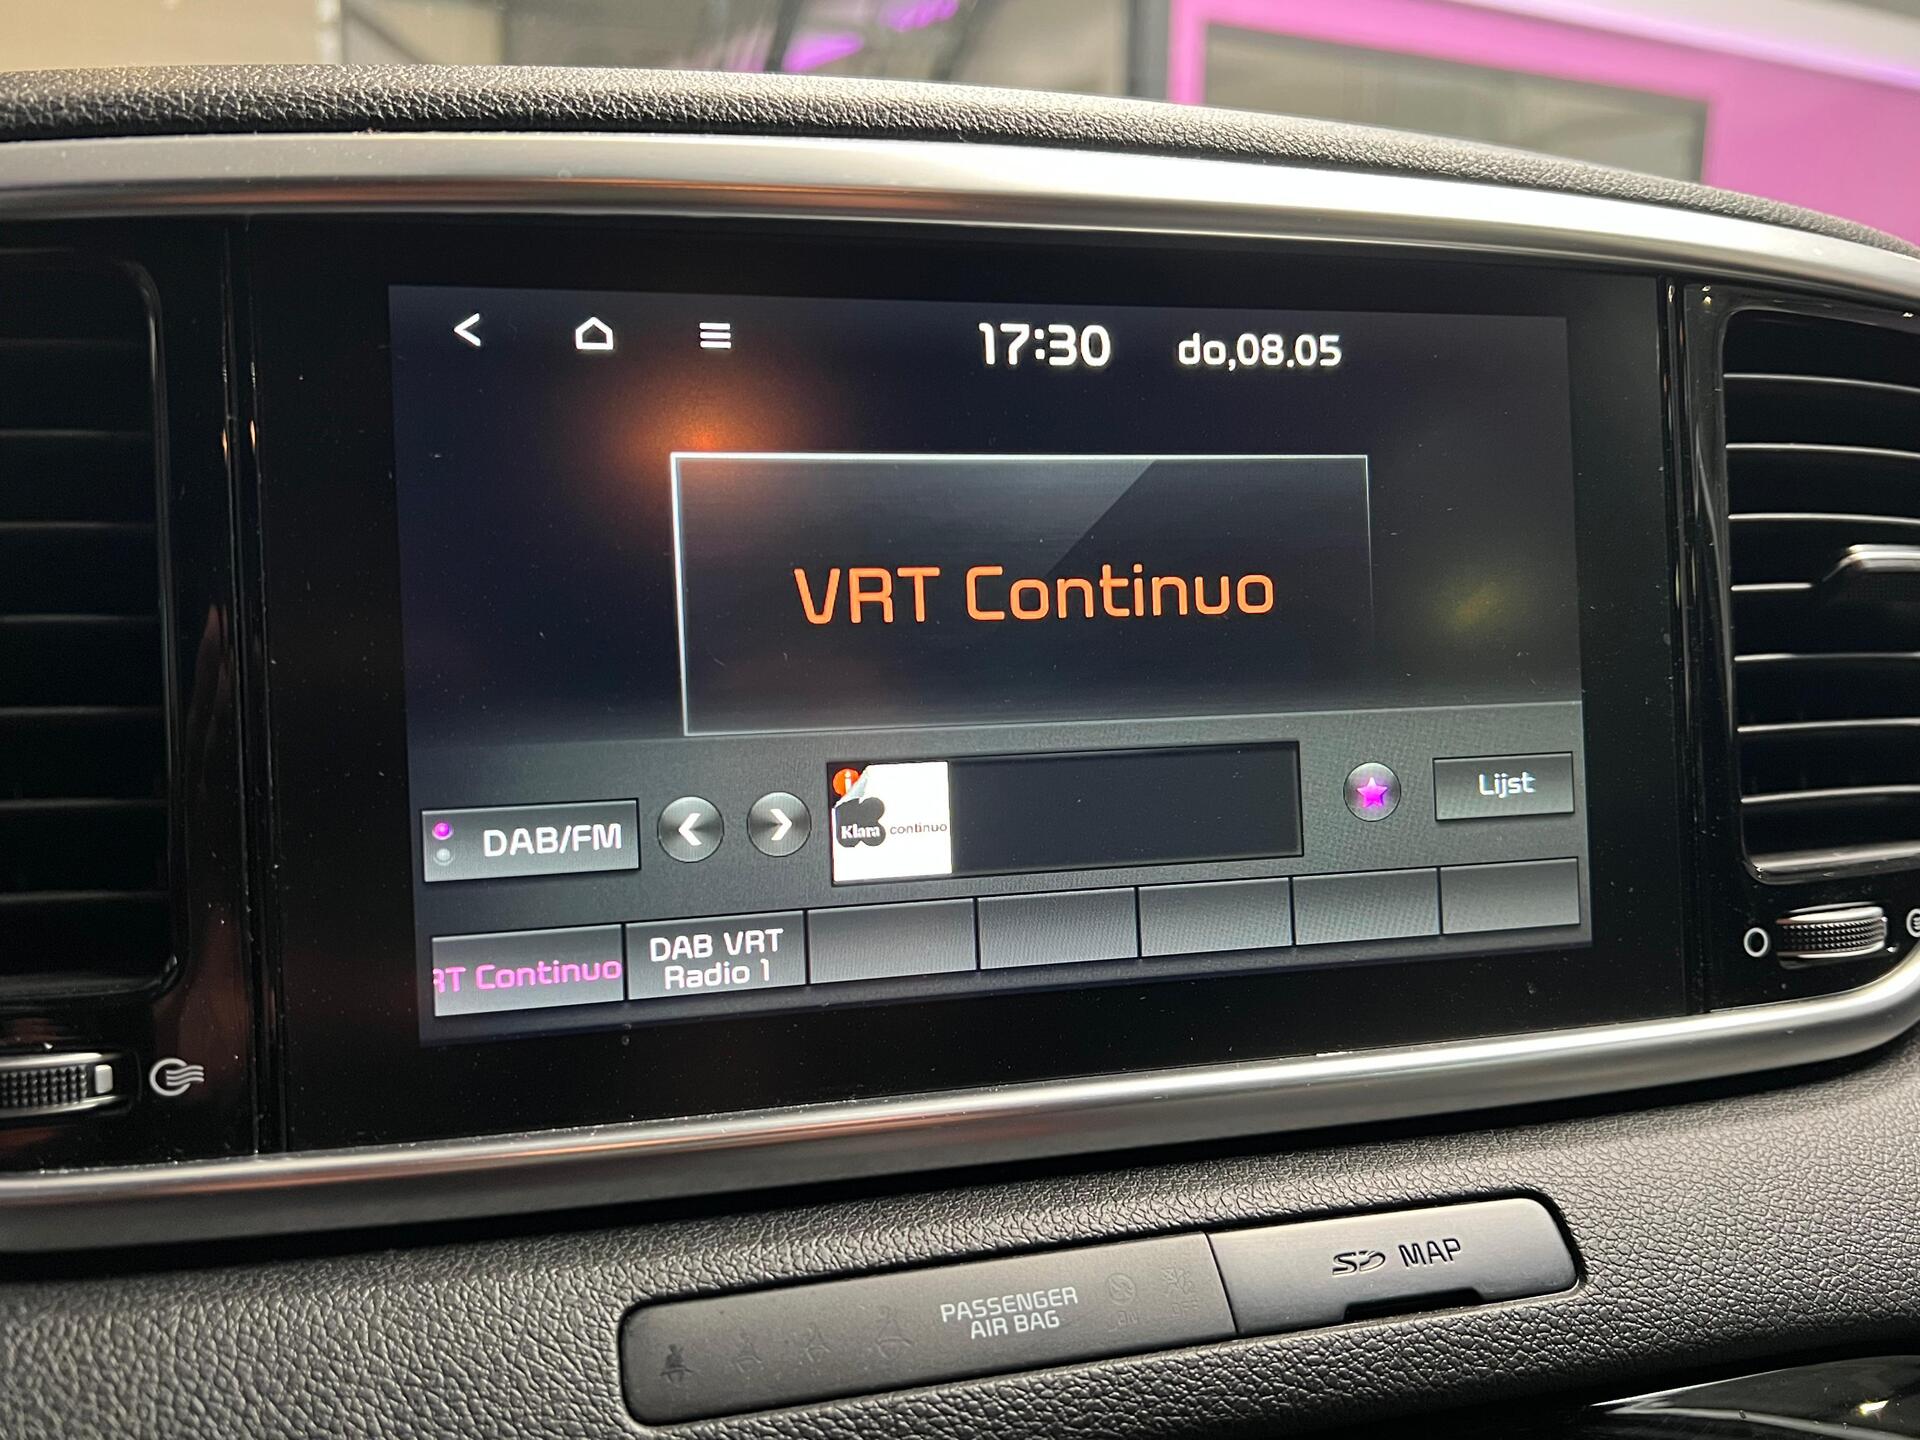 17:30
do,08.05
VRT Continuo
Klara continuo
DAB/FM
Lijst
RT Continuo
DAB VRT
Radio 1
SD MAP
PASSENGER
AIR BAG